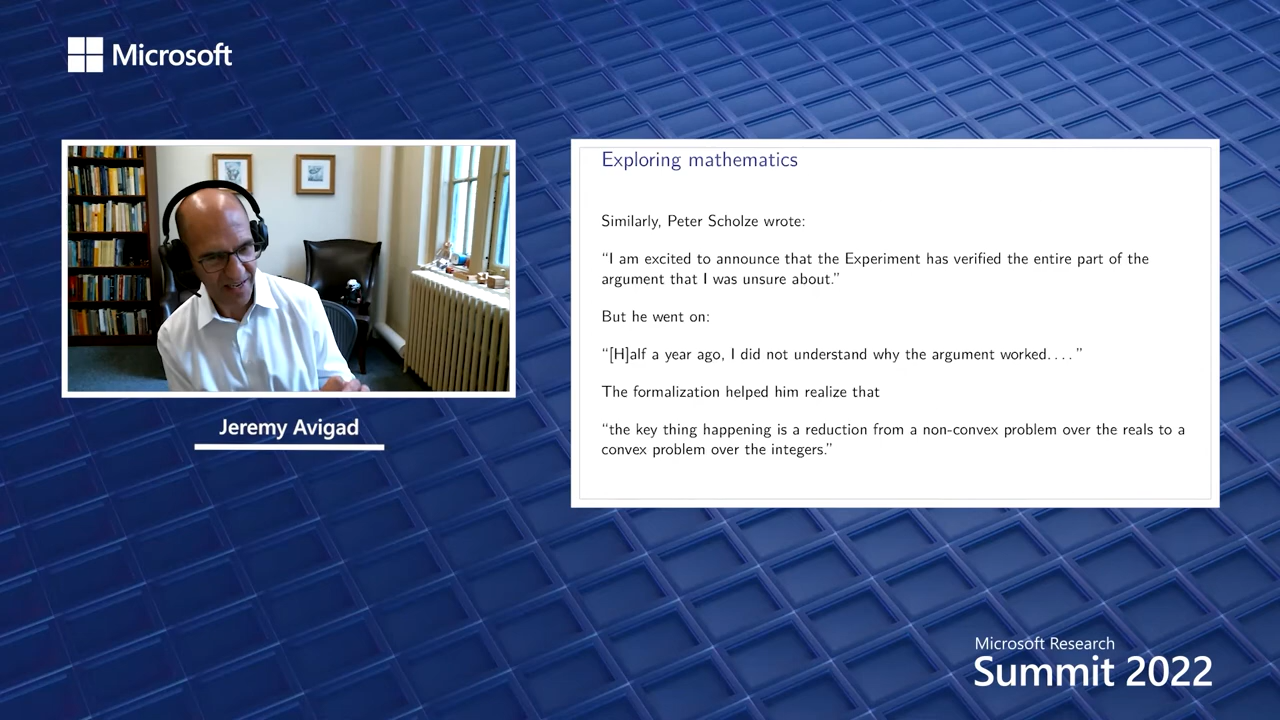 Microsoft
Exploring mathematics
Similarly, Peter Scholze wrote:
“I am excited to announce that the Experiment has verified the entire part of the
argument that I was unsure about.”
But he went on:
“[H]alf a year ago, I did not understand why the argument worked. . . . ”
The formalization helped him realize that
“the key thing happening is a reduction from a non-convex problem over the reals to a
convex problem over the integers.”
Jeremy Avigad
Microsoft Research
Summit 2022